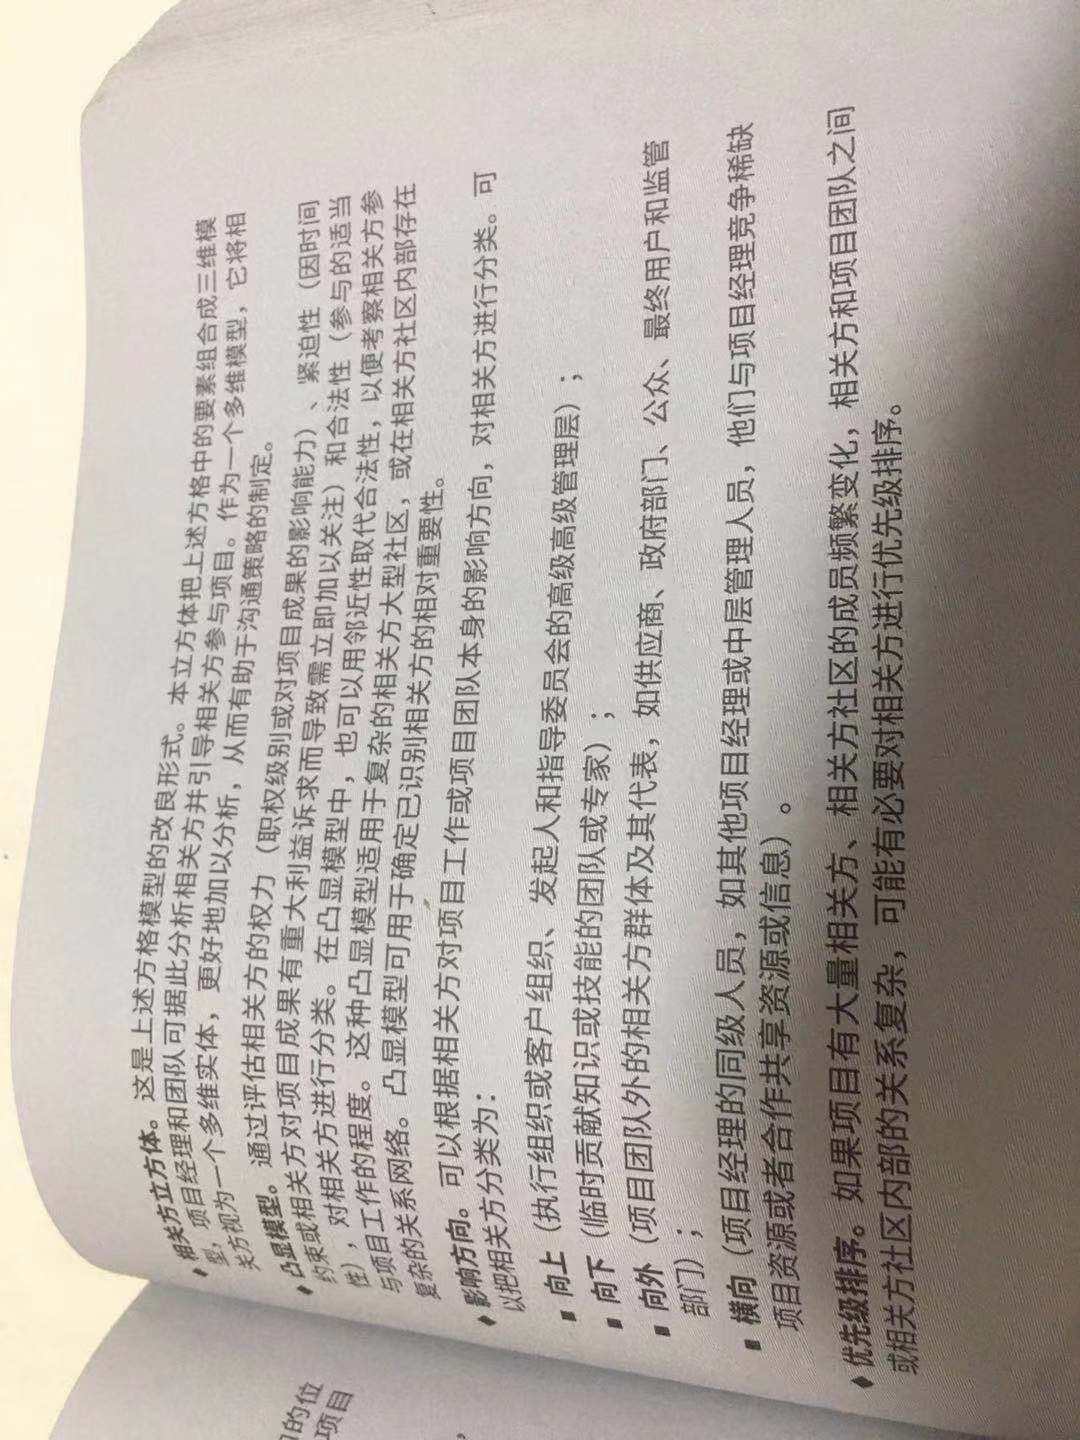 和的位
项目
，
◆ 相关方立方体。这是上述方格模型的改良形式。本立方体把上述方格中的要素组合成三维模
型，项目经理和团队可据此分析相关方并引导相关方参与项目。作为一个多维模型，它将相
关方视为一个多维实体，更好地加以分析，从而有助于沟通策略的制定。
◆ 凸显模型。通过评估相关方的权力（职权级别或对项目成果的影响能力）、紧迫性（因时间
约束或相关方对项目成果有重大利益诉求而导致需立即加以关注）和合法性（参与的适当
性），对相关方进行分类。在凸显模型中，也可以用邻近性取代合法性，以便考察相关方参
与项目工作的程度。这种凸显模型适用于复杂的相关方大型社区，或在相关方社区内部存在
复杂的关系网络。凸显模型可用于确定已识别相关方的相对重要性。
◆ 影响方向。可以根据相关方对项目工作或项目团队本身的影响方向，对相关方进行分类。可
以把相关方分类为：
■ 向上（执行组织或客户组织、发起人和指导委员会的高级高级管理层）；
■ 向下（临时贡献知识或技能的团队或专家）；
■ 向外（项目团队外的相关方群体及其代表，如供应商、政府部门、公众、最终用户和监管
部门）；
■ 横向（项目经理的同级人员，如其他项目经理或中层管理人员，他们与项目经理竞争稀缺
项目资源或者合作共享资源或信息）。
◆ 优先级排序。如果项目有大量相关方、相关方社区的成员频繁变化，相关方和项目团队之间
或相关方社区内部的关系复杂，可能有必要对相关方进行优先级排序。